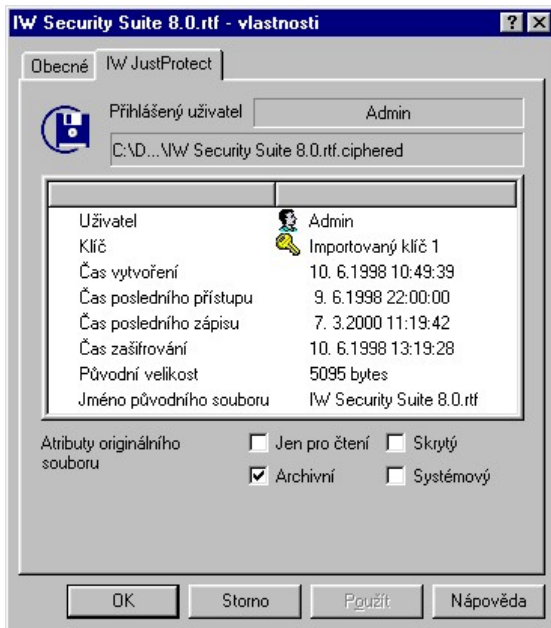 IW Security Suite 8.0.rtf - vlastnosti
Obecné IW JustProtect
Přihlášený uživatel Admin
C:\D...\IW Security Suite 8.0.rtf.ciphered
Uživatel Admin
Klíč Importovaný klíč 1
Čas vytvoření 10. 6.1998 10:49:39
Čas posledního přístupu 9. 6.1998 22:00:00
Čas posledního zápisu 7. 3.2000 11:19:42
Čas zašifrování 10. 6.1998 13:19:28
Původní velikost 5095 bytes
Jméno původního souboru IW Security Suite 8.0.rtf
Atributy originálního Jen pro čtení Skrytý
souboru Archivní Systémový
OK Storno Použít Nápověda